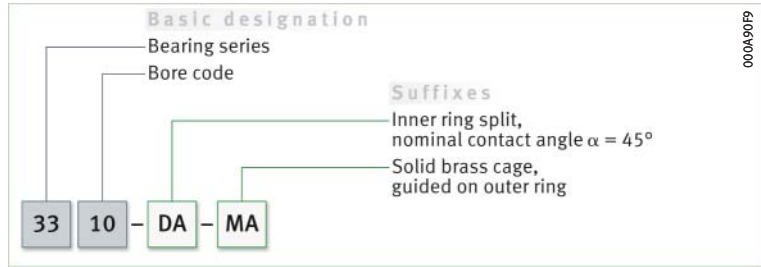 Basic designation
Bearing series
Bore code
Suffixes
Inner ring split,
nominal contact angle α = 45°
Solid brass cage,
guided on outer ring
33 10 – DA – MA
000A90F9